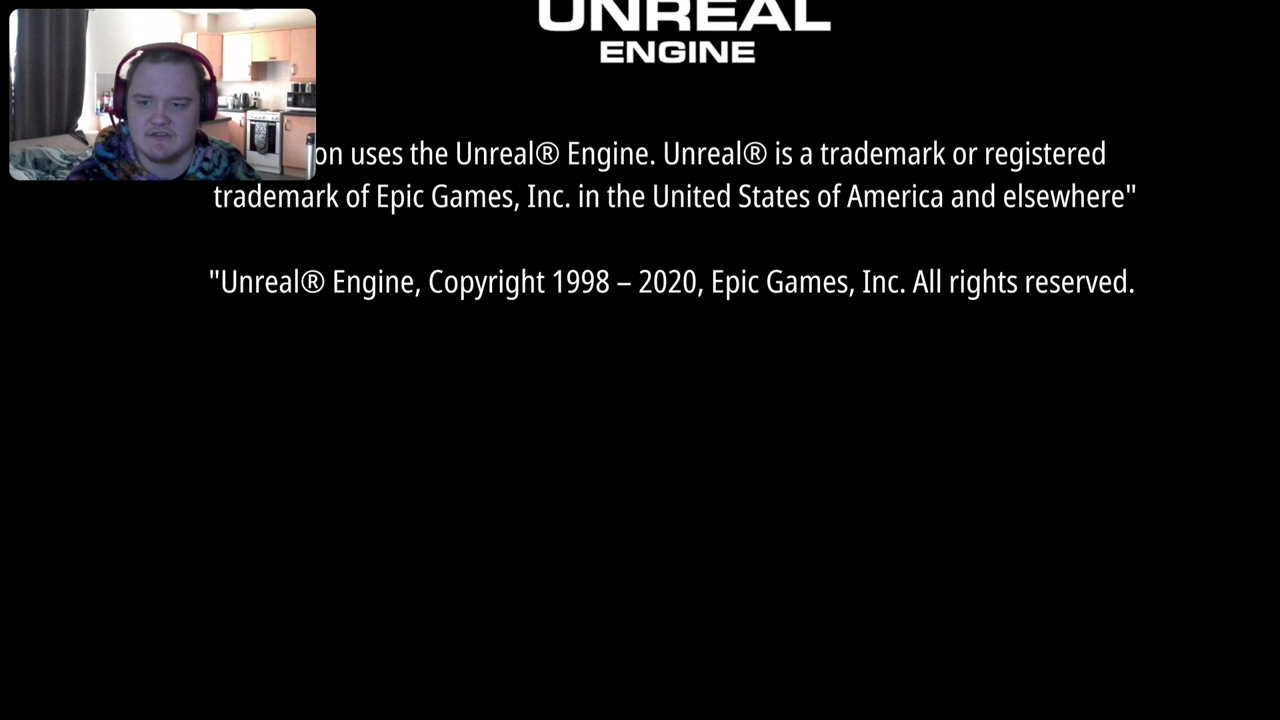 UNREAL
ENGINE
on uses the Unreal® Engine. Unreal® is a trademark or registered
trademark of Epic Games, Inc. in the United States of America and elsewhere"
"Unreal® Engine, Copyright 1998 – 2020, Epic Games, Inc. All rights reserved.